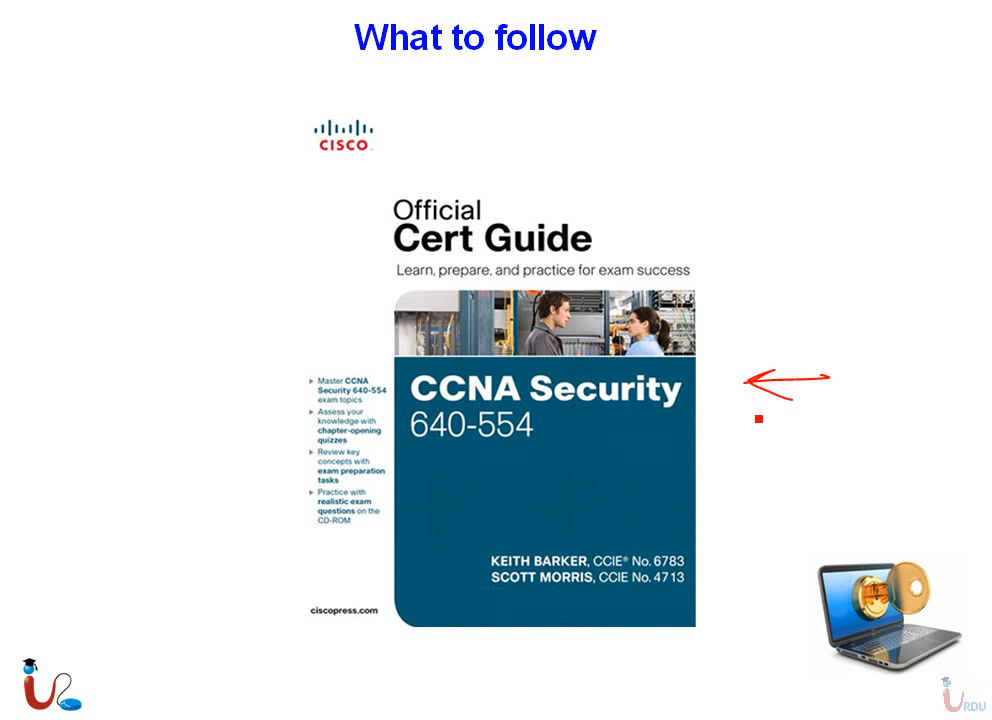 What to follow
CISCO
Official
Cert Guide
Learn, prepare, and practice for exam success
Master CCNA
Security 640-554
exam topics
Assess your
knowledge with
chapter-opening
quizzes
Review key
concepts with
exam preparation
tasks
Practice with
realistic exam
questions on the
CD-ROM
CCNA Security
640-554
KEITH BARKER, CCIE® No. 6783
SCOTT MORRIS, CCIE No. 4713
ciscopress.com
URDU